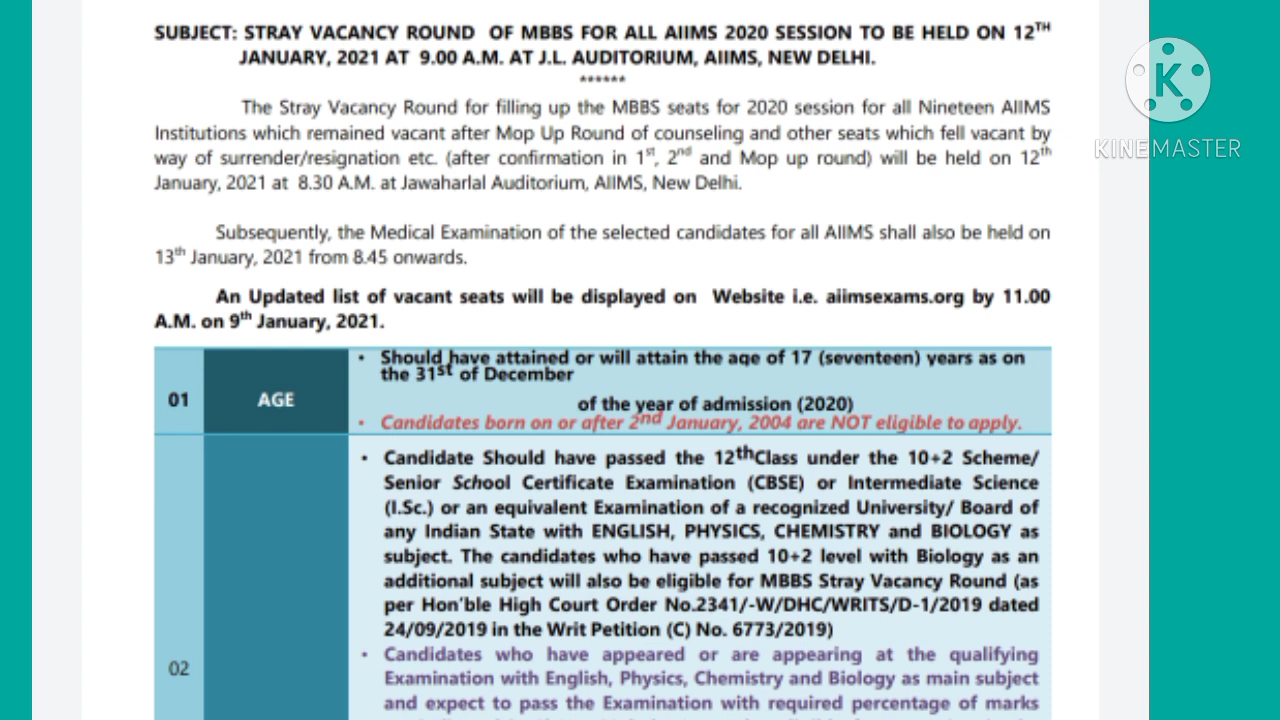 SUBJECT: STRAY VACANCY ROUND OF MBBS FOR ALL AIIMS 2020 SESSION TO BE HELD ON 12TH
JANUARY, 2021 AT 9.00 A.M. AT J.L. AUDITORIUM, AIIMS, NEW DELHI.
******
The Stray Vacancy Round for filling up the MBBS seats for 2020 session for all Nineteen AIIMS
Institutions which remained vacant after Mop Up Round of counseling and other seats which fell vacant by
way of surrender/resignation etc. (after confirmation in 1st, 2nd and Mop up round) will be held on 12th
January, 2021 at 8.30 A.M. at Jawaharlal Auditorium, AIIMS, New Delhi.
Subsequently, the Medical Examination of the selected candidates for all AIIMS shall also be held on
13th January, 2021 from 8.45 onwards.
An Updated list of vacant seats will be displayed on Website i.e. aiimsexams.org by 11.00
A.M. on 9th January, 2021.
01
AGE
• Should have attained or will attain the age of 17 (seventeen) years as on
the 31st of December
of the year of admission (2020)
• Candidates born on or after 2nd January, 2004 are NOT eligible to apply.
02
• Candidate Should have passed the 12thClass under the 10+2 Scheme/
Senior School Certificate Examination (CBSE) or Intermediate Science
(I.Sc.) or an equivalent Examination of a recognized University/ Board of
any Indian State with ENGLISH, PHYSICS, CHEMISTRY and BIOLOGY as
subject. The candidates who have passed 10+2 level with Biology as an
additional subject will also be eligible for MBBS Stray Vacancy Round (as
per Hon'ble High Court Order No.2341/-W/DHC/WRITS/D-1/2019 dated
24/09/2019 in the Writ Petition (C) No. 6773/2019)
• Candidates who have appeared or are appearing at the qualifying
Examination with English, Physics, Chemistry and Biology as main subject
and expect to pass the Examination with required percentage of marks
K
KINEMASTER